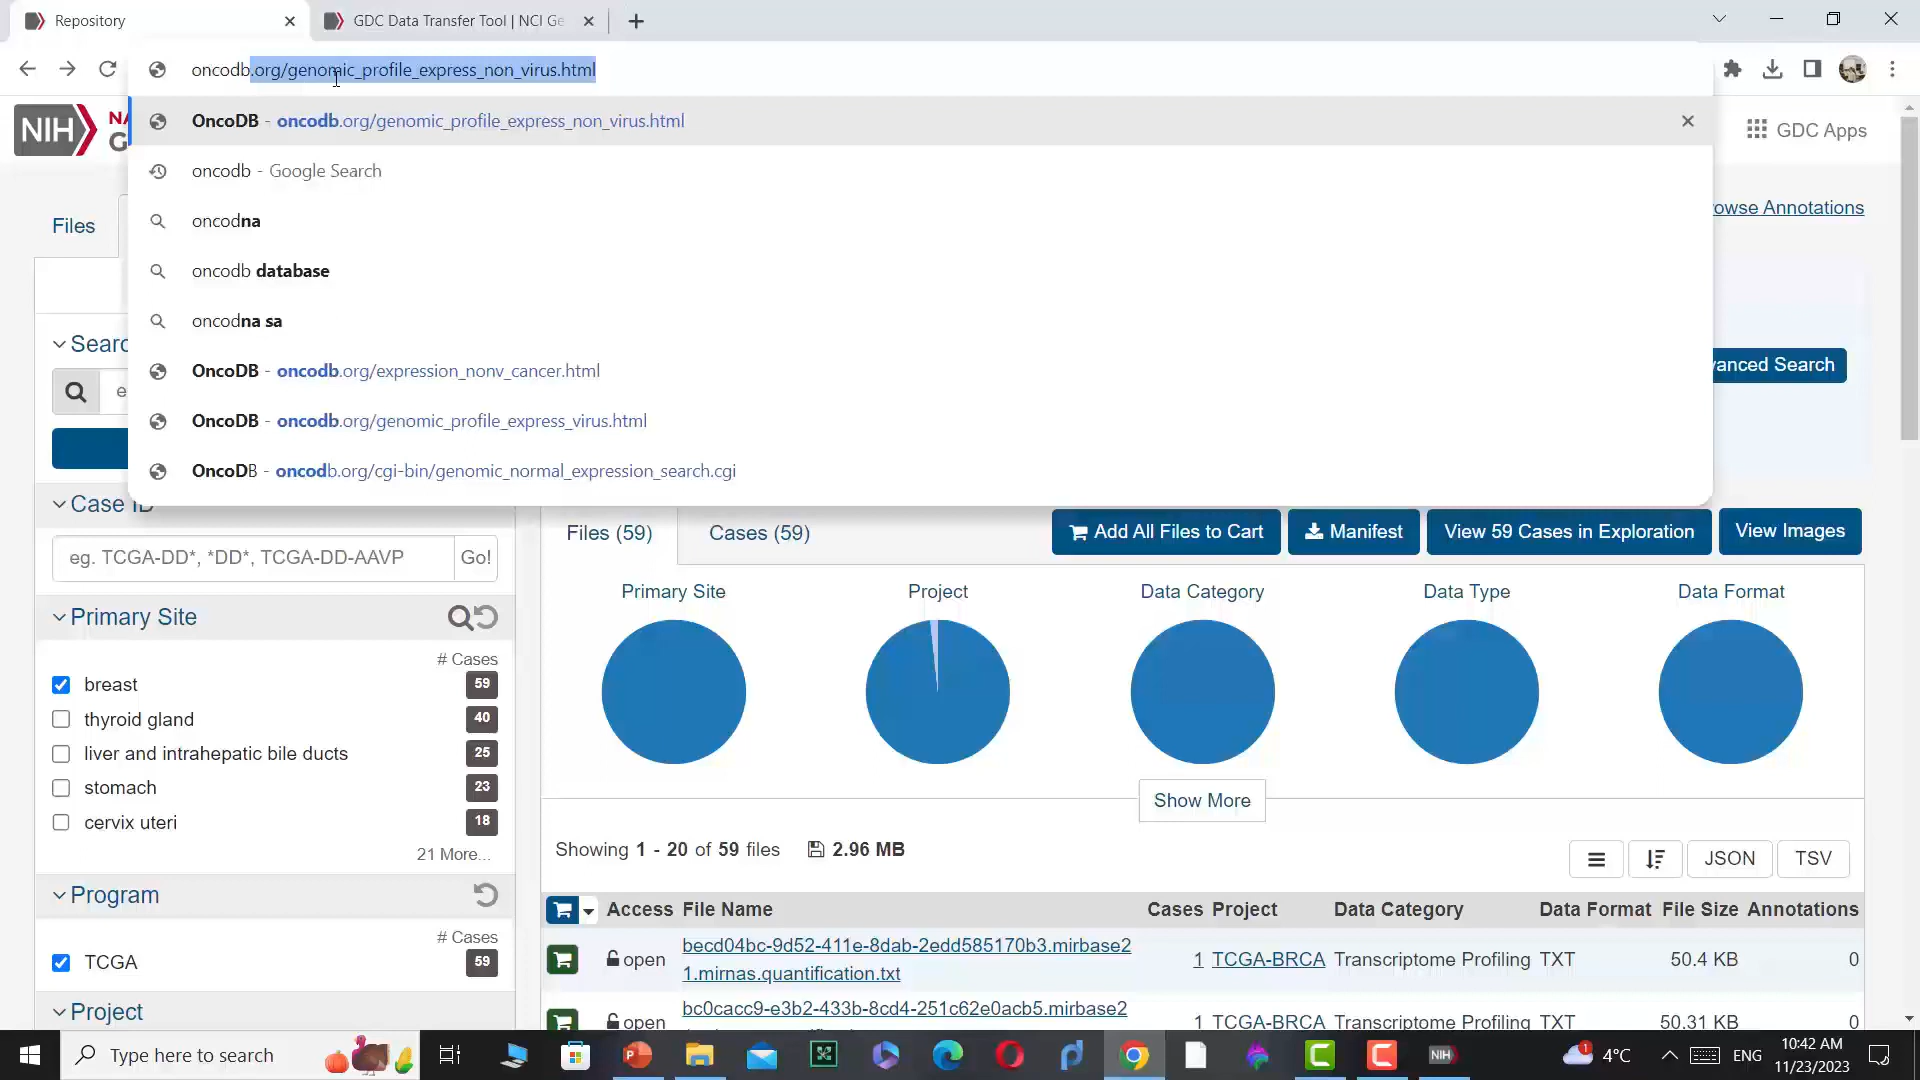 Repository
GDC Data Transfer Tool | NCI Ge
oncodb.org/genomic_profile_express_non_virus.html
OncoDB - oncodb.org/genomic_profile_express_non_virus.html
oncodb - Google Search
oncodna
oncodb database
oncodna sa
OncoDB - oncodb.org/expression_nonv_cancer.html
OncoDB - oncodb.org/genomic_profile_express_virus.html
OncoDB - oncodb.org/cgi-bin/genomic_normal_expression_search.cgi
NIH
NA
G
GDC Apps
Files
owse Annotations
Searc
e
vanced Search
Case ID
eg. TCGA-DD*, *DD*, TCGA-DD-AAVP
Go!
Primary Site
# Cases
breast 59
thyroid gland 40
liver and intrahepatic bile ducts 25
stomach 23
cervix uteri 18
21 More...
Program
# Cases
TCGA 59
Project
Files (59)
Cases (59)
Add All Files to Cart
Manifest
View 59 Cases in Exploration
View Images
Primary Site
Project
Data Category
Data Type
Data Format
Show More
Showing 1 - 20 of 59 files
2.96 MB
JSON
TSV
Access File Name Cases Project Data Category Data Format File Size Annotations
open becd04bc-9d52-411e-8dab-2edd585170b3.mirbase2
1.mirnas.quantification.txt 1 TCGA-BRCA Transcriptome Profiling TXT 50.4 KB 0
open bc0cacc9-e3b2-433b-8cd4-251c62e0acb5.mirbase2
1 TCGA-BRCA Transcriptome Profiling TXT 50.31 KB 0
Type here to search
NIH
1
4°C
ENG
10:42 AM
11/23/2023